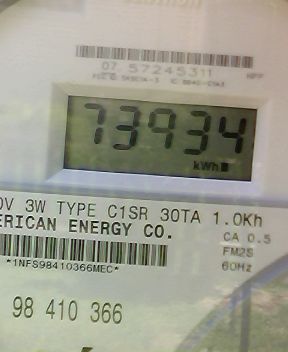 07 57245311
73934
kWh
0V 3W TYPE C1SR 30TA 1.0Kh
ERICAN ENERGY CO.
CA 0.5
FM2S
*1NFS98410366MEC*
60Hz
98 410 366